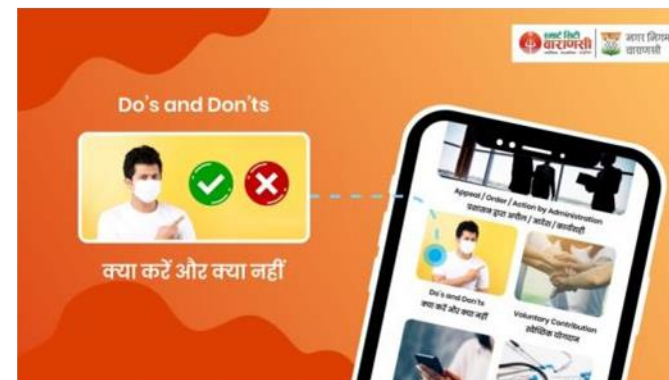 स्मार्ट सिटी
वाराणसी
नगर निगम
वाराणसी
Do's and Don'ts
क्या करें और क्या नहीं
Appeal / Order / Action by Administration
प्रशासन द्वारा अपील / आदेश / कार्यवाही
Do's and Don'ts
क्या करें और क्या नहीं
Voluntary Contribution
स्वैच्छिक योगदान